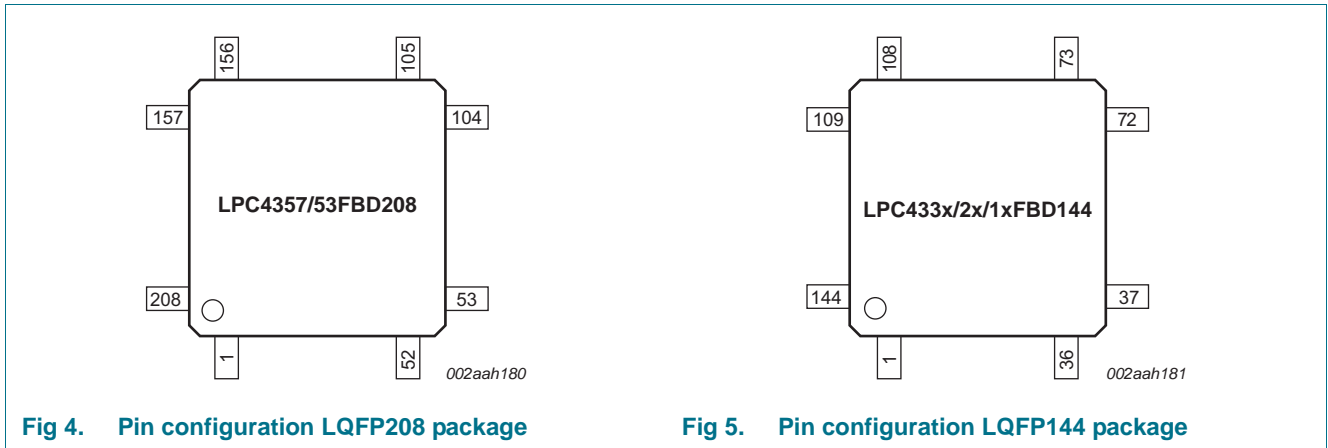 156
105
157
104
LPC4357/53FBD208
208
53
1
52
002aah180
Fig 4. Pin configuration LQFP208 package
108
73
109
72
LPC433x/2x/1xFBD144
144
37
1
36
002aah181
Fig 5. Pin configuration LQFP144 package